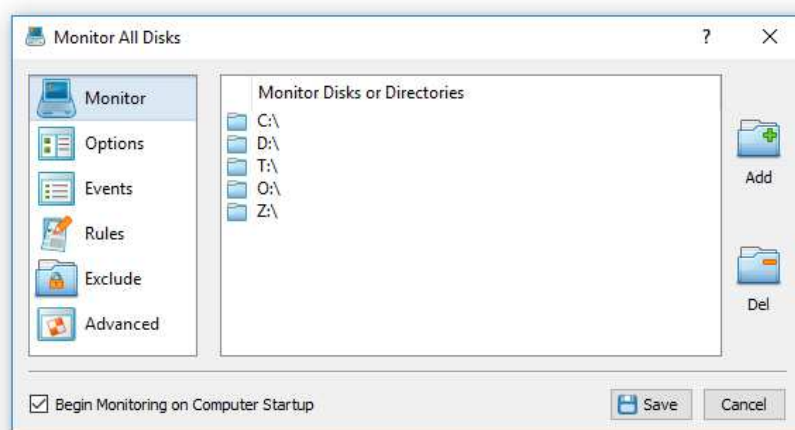 Monitor All Disks
?
Monitor
Options
Events
Rules
Exclude
Advanced
Monitor Disks or Directories
C:\
D:\
T:\
O:\
Z:\
Add
Del
Begin Monitoring on Computer Startup
Save
Cancel